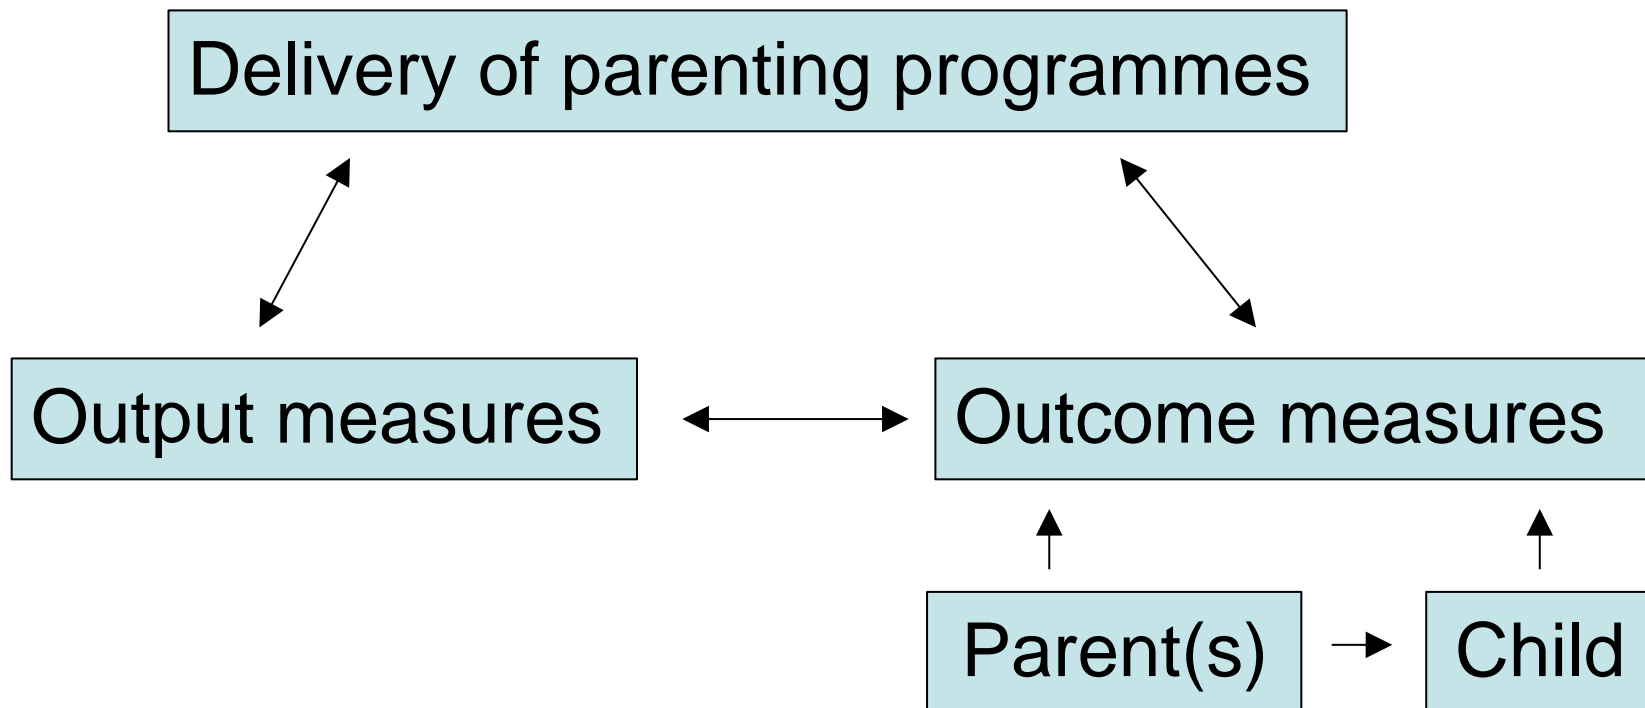 Delivery of parenting programmes
Output measures
Outcome measures
Parent(s)
Child